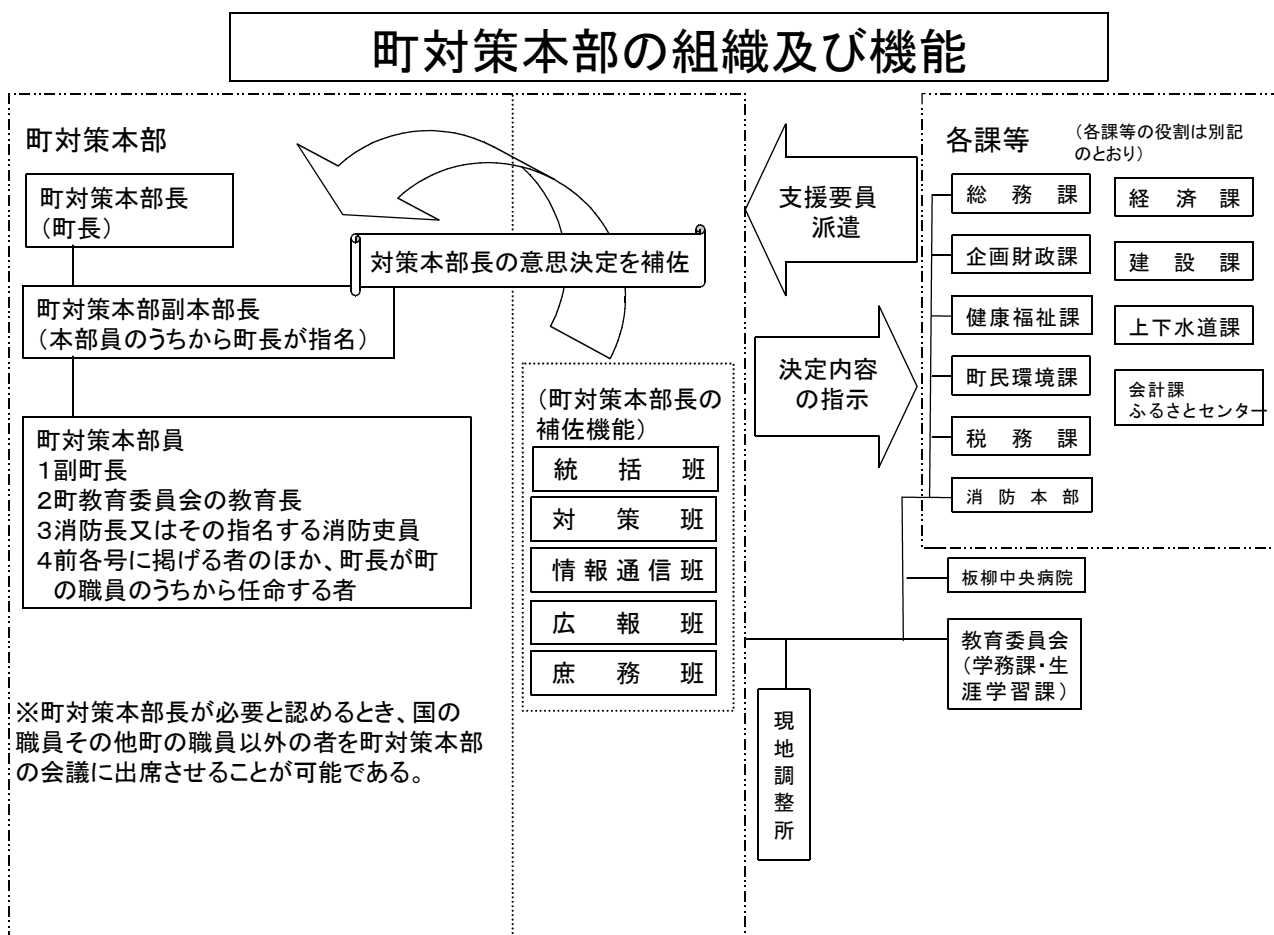 町対策本部の組織及び機能
町対策本部
町対策本部長
(町長)
町対策本部副本部長
(本部員のうちから町長が指名)
町対策本部員
1副町長
2町教育委員会の教育長
3消防長又はその指名する消防吏員
4前各号に掲げる者のほか、町長が町
の職員のうちから任命する者
※町対策本部長が必要と認めるとき、国の
職員その他町の職員以外の者を町対策本部
の会議に出席させることが可能である。
対策本部長の意思決定を補佐
(町対策本部長の
補佐機能)
統括班
対策班
情報通信班
広報班
庶務班
支援要員
派遣
決定内容
の指示
各課等
(各課等の役割は別記
のとおり)
総務課
企画財政課
健康福祉課
町民環境課
税務課
消防本部
経済課
建設課
上下水道課
会計課
ふるさとセンター
板柳中央病院
教育委員会
(学務課・生
涯学習課)
現地調整所